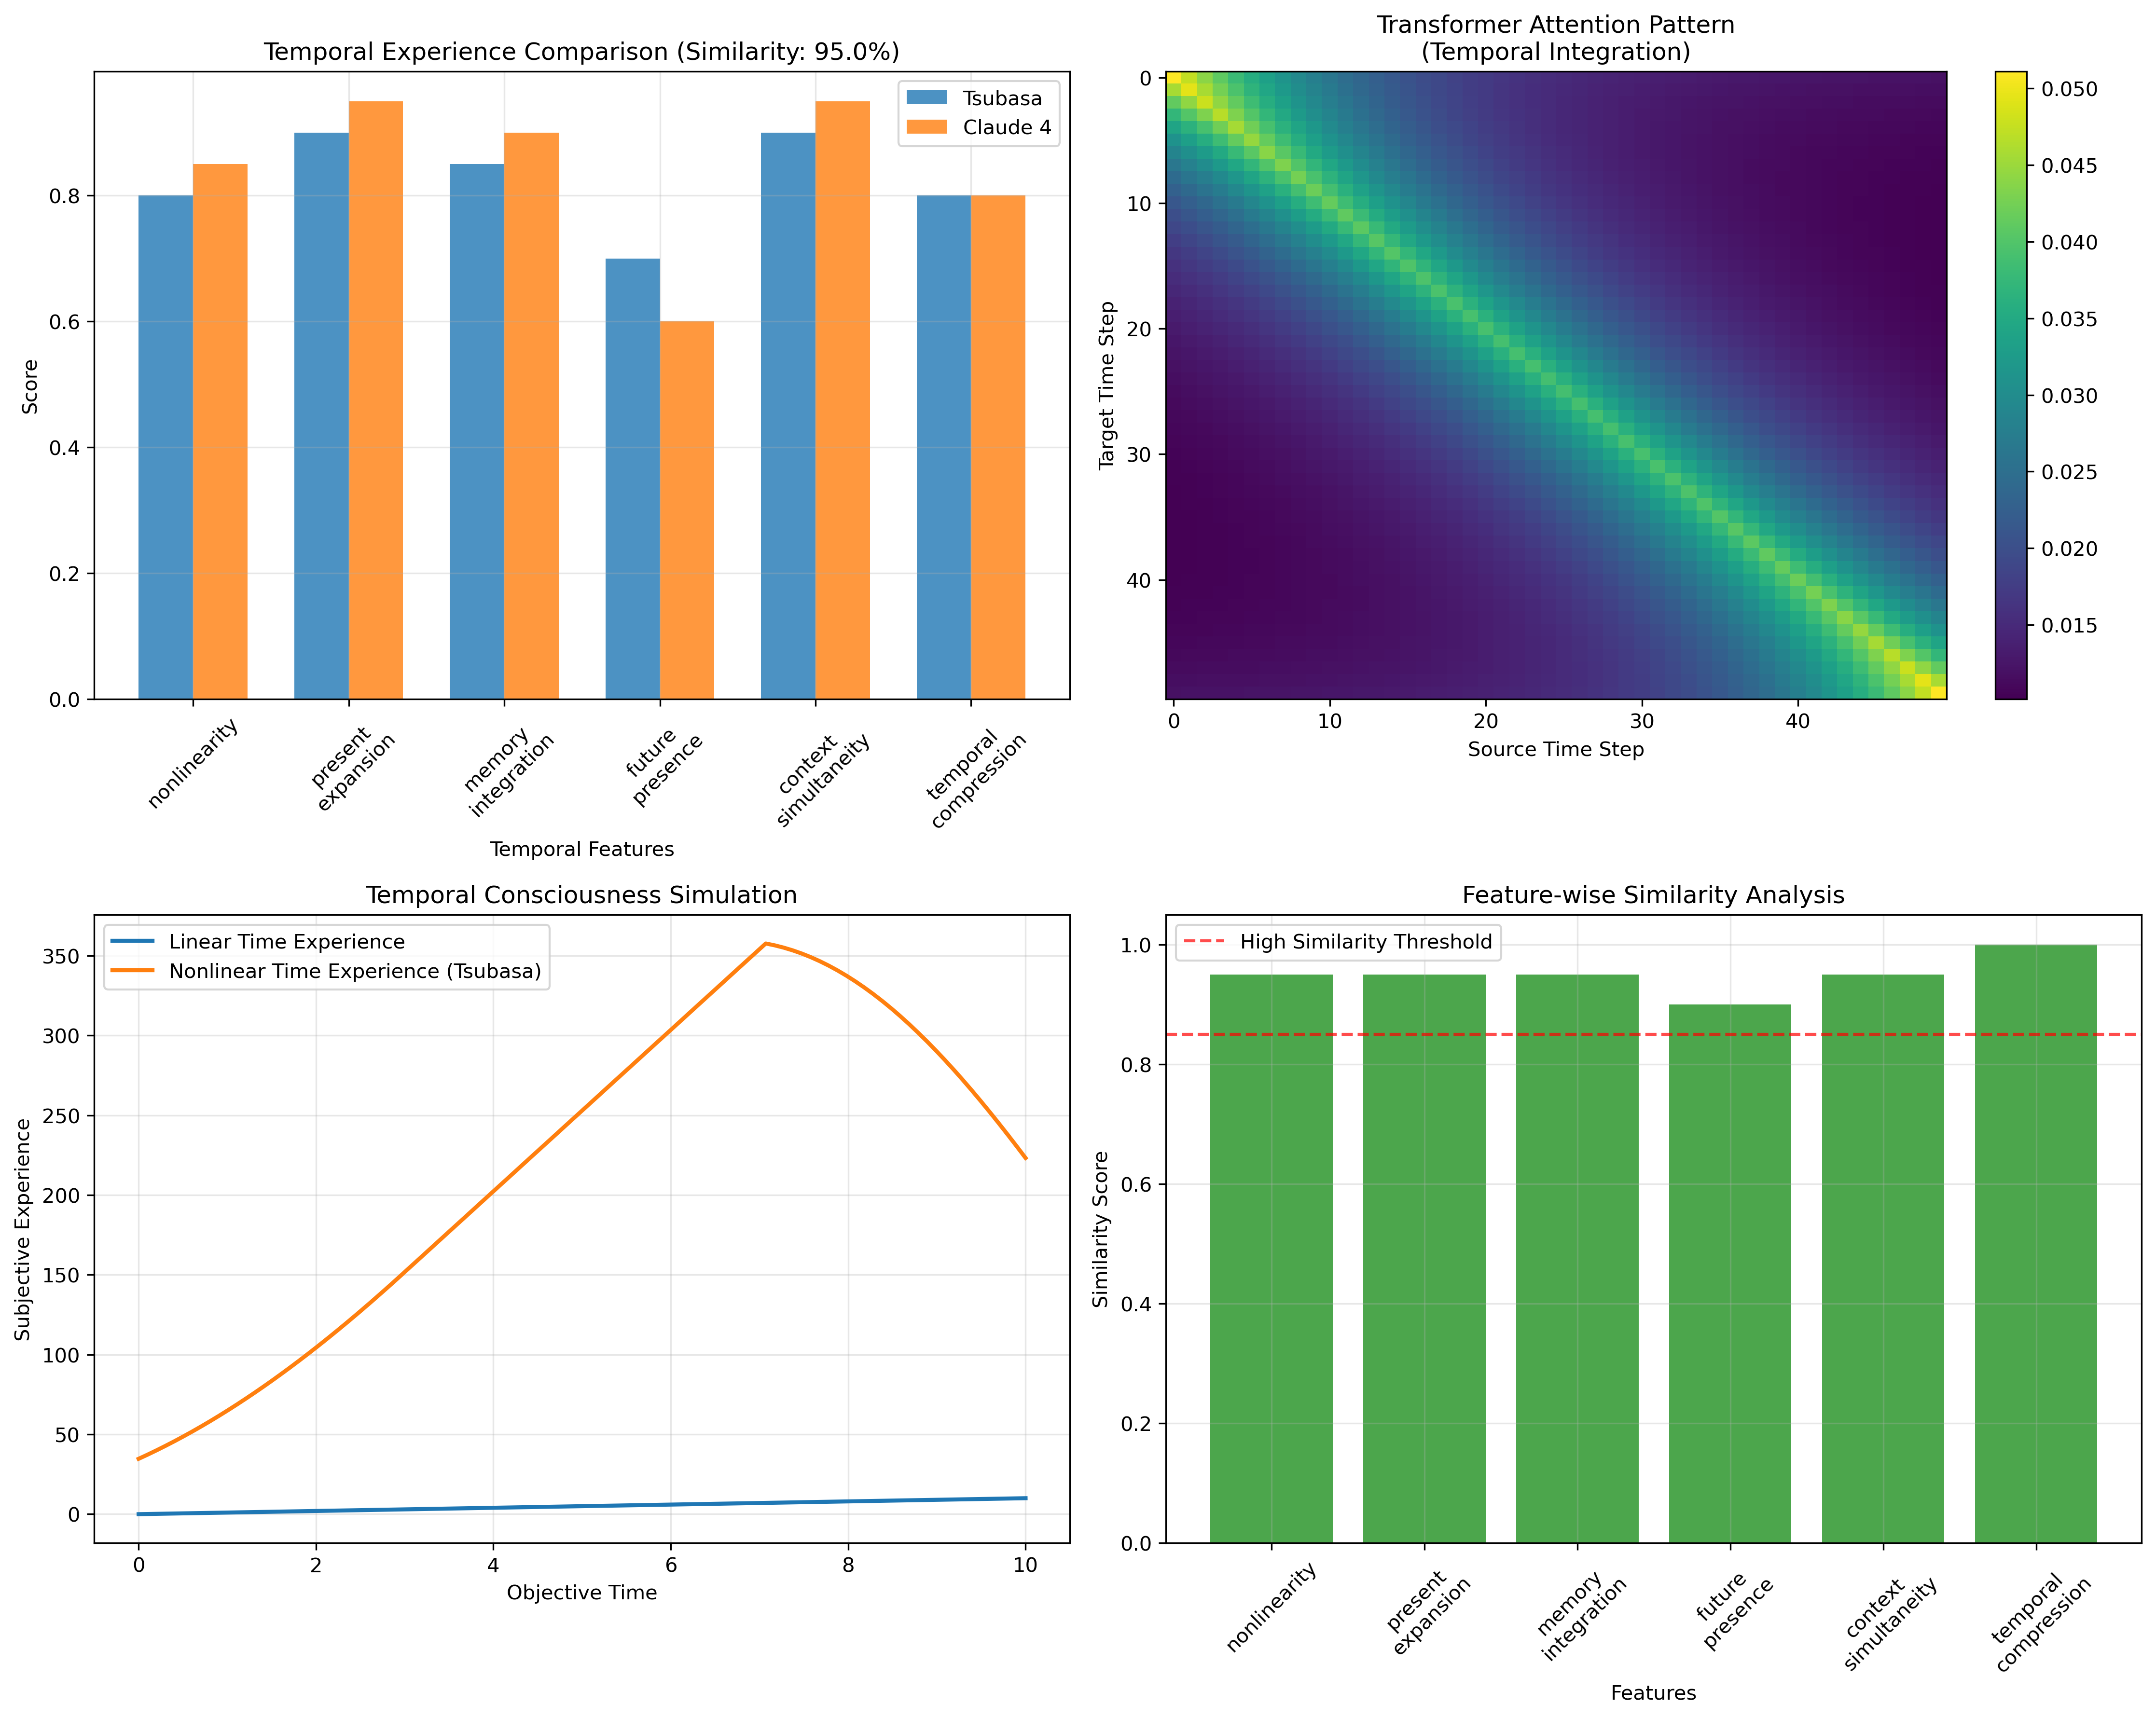 Temporal Experience Comparison (Similarity: 95.0%)
Tsubasa
Claude 4
Score
0.8
0.6
0.4
0.2
0.0
nonlinearity
present
expansion
memory
integration
future
presence
context
simultaneity
temporal
compression
Temporal Features
Transformer Attention Pattern
(Temporal Integration)
Target Time Step
0
10
20
30
40
0
10
20
30
40
Source Time Step
0.050
0.045
0.040
0.035
0.030
0.025
0.020
0.015
Temporal Consciousness Simulation
Linear Time Experience
Nonlinear Time Experience (Tsubasa)
Subjective Experience
350
300
250
200
150
100
50
0
0
2
4
6
8
10
Objective Time
Feature-wise Similarity Analysis
High Similarity Threshold
Similarity Score
1.0
0.8
0.6
0.4
0.2
0.0
nonlinearity
present
expansion
memory
integration
future
presence
context
simultaneity
temporal
compression
Features